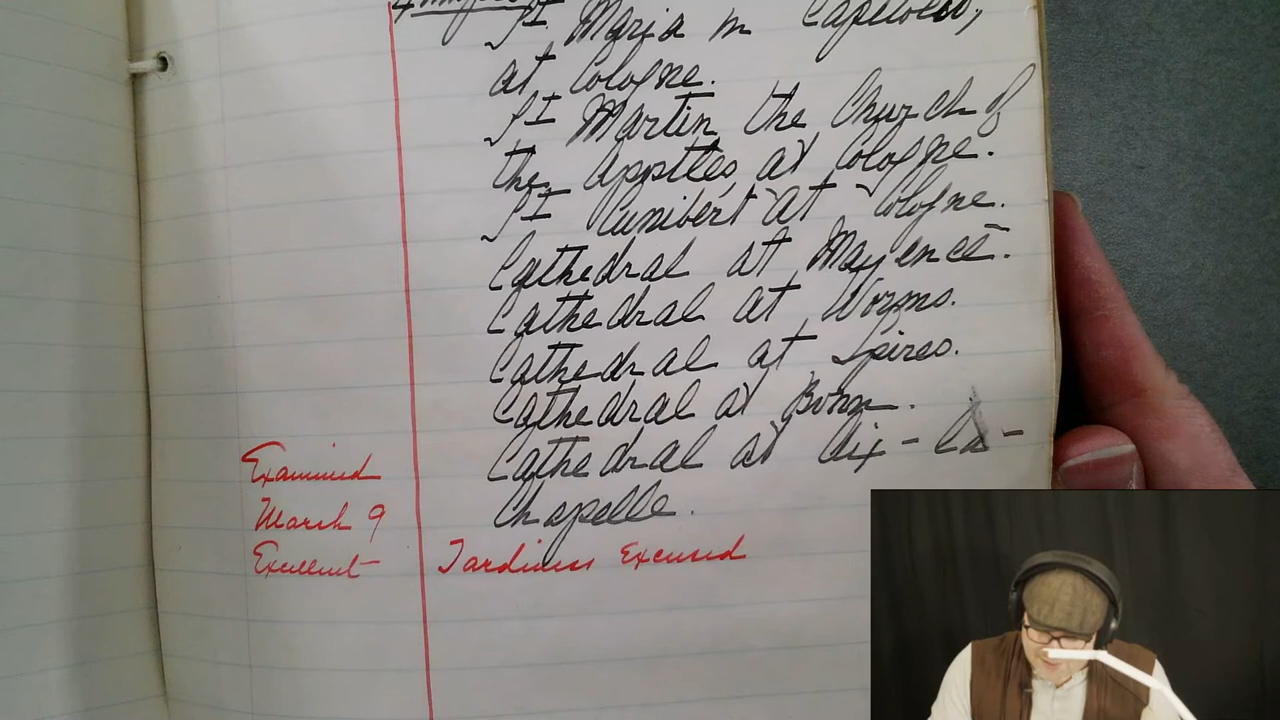 St Maria in Capitolio,
at Cologne.
St Martin the Church of
the Apostles at Cologne.
St Cunibert at Cologne.
Cathedral at Mayence.
Cathedral at Worms.
Cathedral at Spires.
Cathedral at Bonn.
Cathedral at Aix-la-
Chapelle.
Examined
March 9
Excellent
Tardiness Excused